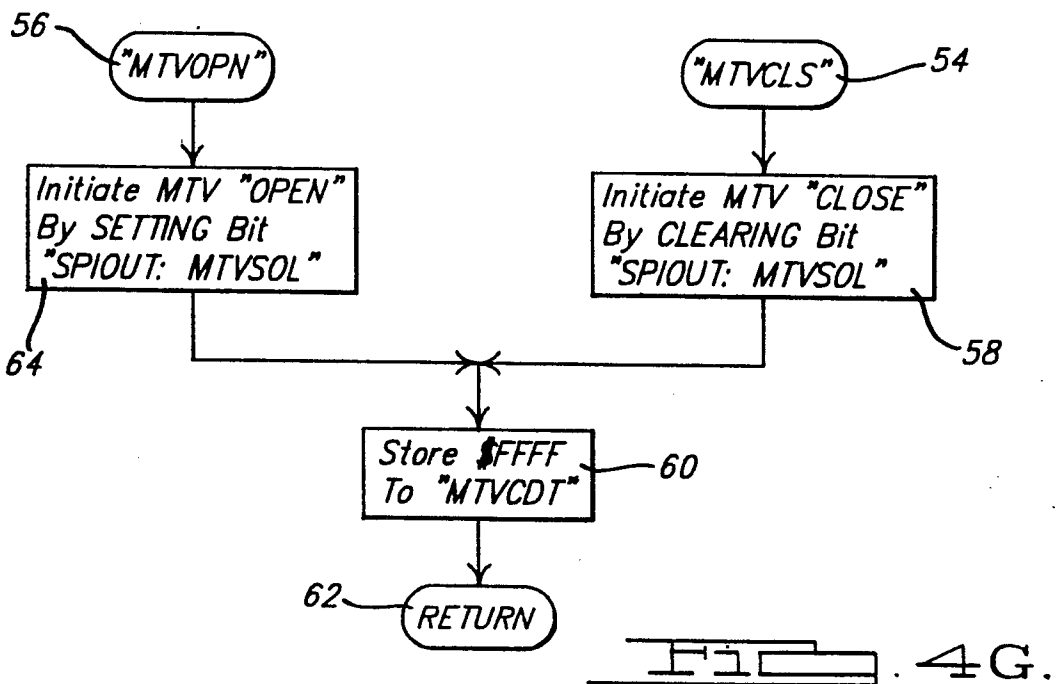 56
"MTVOPN"
"MTVCLS"
54
Initiate MTV "OPEN"
By SETTING Bit
"SPIOUT: MTVSOL"
64
Initiate MTV "CLOSE"
By CLEARING Bit
"SPIOUT: MTVSOL"
58
Store $FFFF
To "MTVCDT"
60
62
RETURN
FIG. 4G.